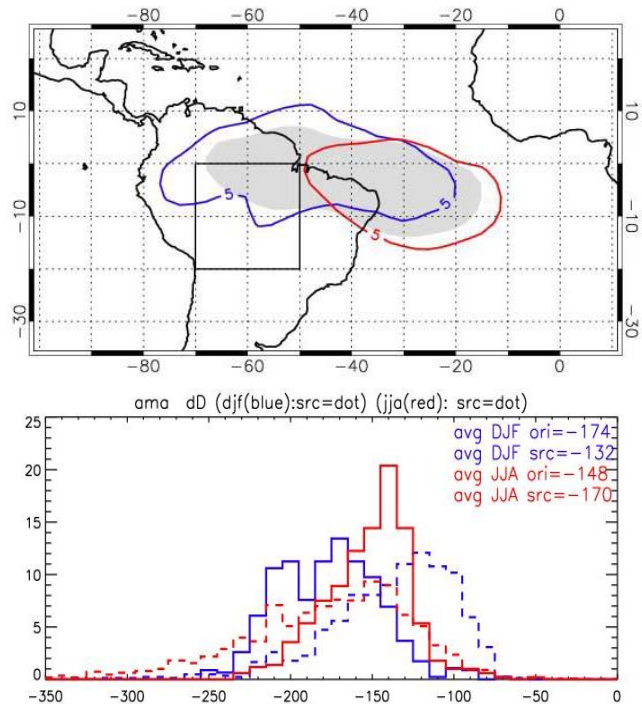 −80 −60 −40 −20 0
10 10
−10 −10
−30 −30
5 5
5
−80 −60 −40 −20 0
ama dD (djf(blue):src=dot) (jja(red): src=dot)
25
avg DJF ori=−174
avg DJF src=−132
20
avg JJA ori=−148
avg JJA src=−170
15
10
5
0
−350 −300 −250 −200 −150 −100 −50 0